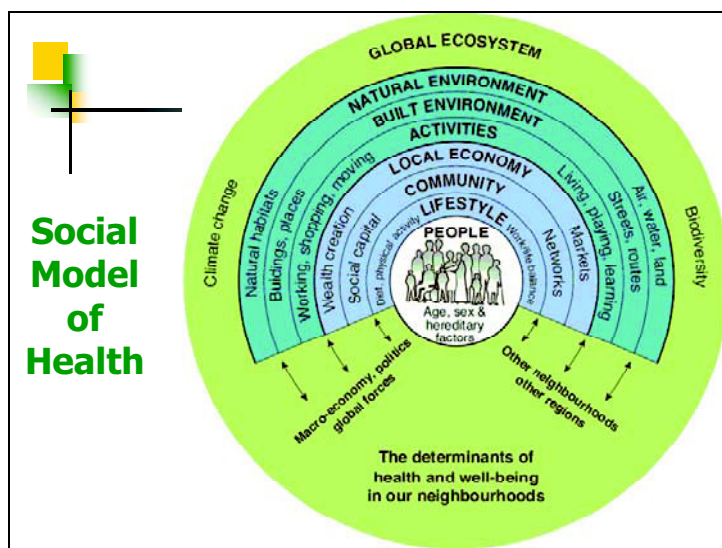 Social
Model
of
Health
GLOBAL ECOSYSTEM
NATURAL ENVIRONMENT
BUILT ENVIRONMENT
ACTIVITIES
LOCAL ECONOMY
COMMUNITY
LIFESTYLE
PEOPLE
Age, sex &
hereditary
factors
Climate change
Natural habitats
Buidings, places
Working, shopping, moving
Wealth creation
Social capital
Diet, physical activity
Work/life balance
Networks
Markets
Living, playing, learning
Streets, routes
Air, water, land
Biodiversity
Macro-economy, politics
global forces
Other neighbourhoods
other regions
The determinants of
health and well-being
in our neighbourhoods